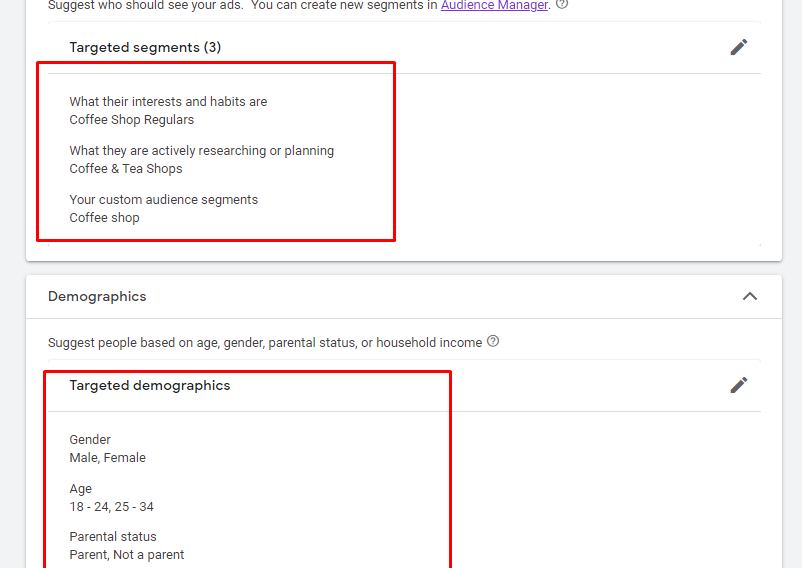 Suggest who should see your ads. You can create new segments in Audience Manager.
Targeted segments (3)
What their interests and habits are
Coffee Shop Regulars
What they are actively researching or planning
Coffee & Tea Shops
Your custom audience segments
Coffee shop
Demographics
Suggest people based on age, gender, parental status, or household income
Targeted demographics
Gender
Male, Female
Age
18 - 24, 25 - 34
Parental status
Parent, Not a parent